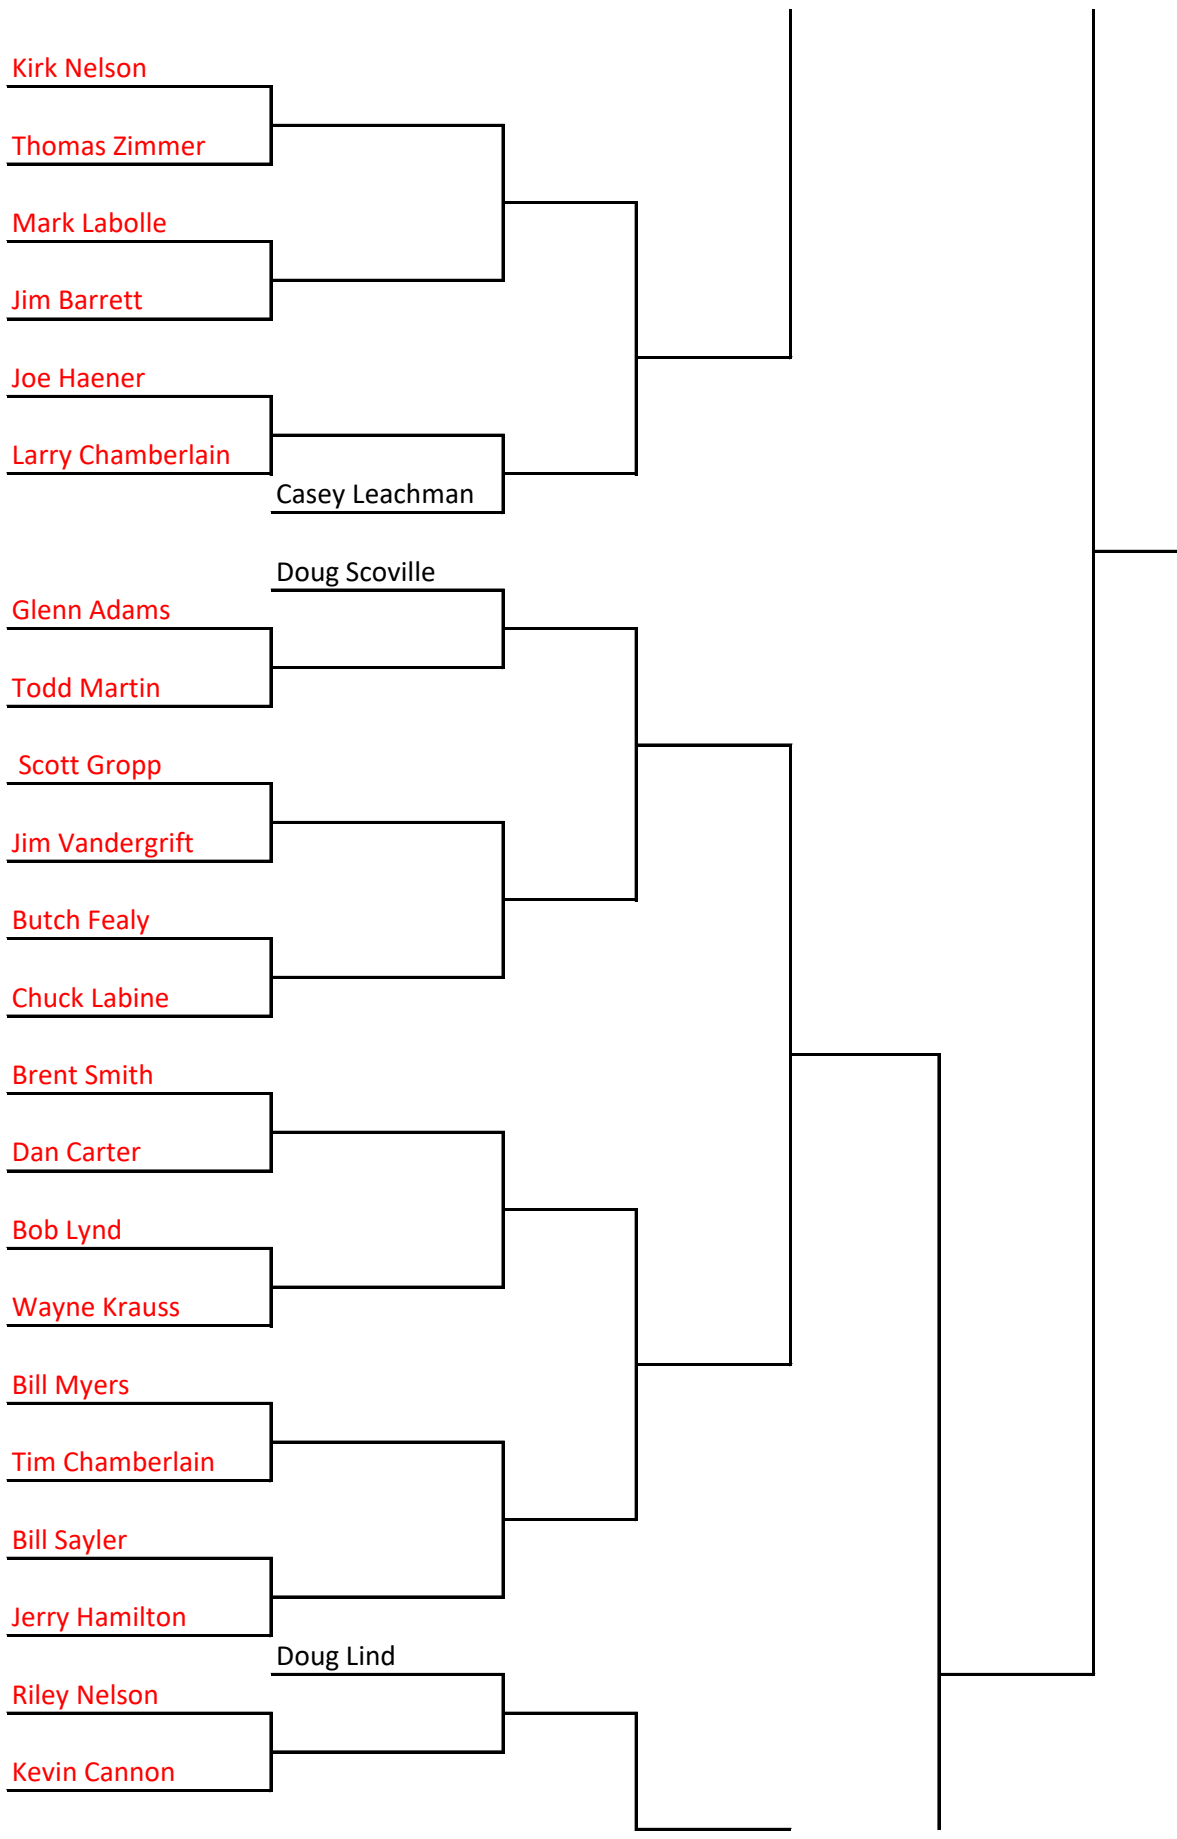 Kirk Nelson
Thomas Zimmer
Mark Labolle
Jim Barrett
Joe Haener
Larry Chamberlain
Casey Leachman
Doug Scoville
Glenn Adams
Todd Martin
Scott Gropp
Jim Vandergrift
Butch Fealy
Chuck Labine
Brent Smith
Dan Carter
Bob Lynd
Wayne Krauss
Bill Myers
Tim Chamberlain
Bill Sayler
Jerry Hamilton
Doug Lind
Riley Nelson
Kevin Cannon